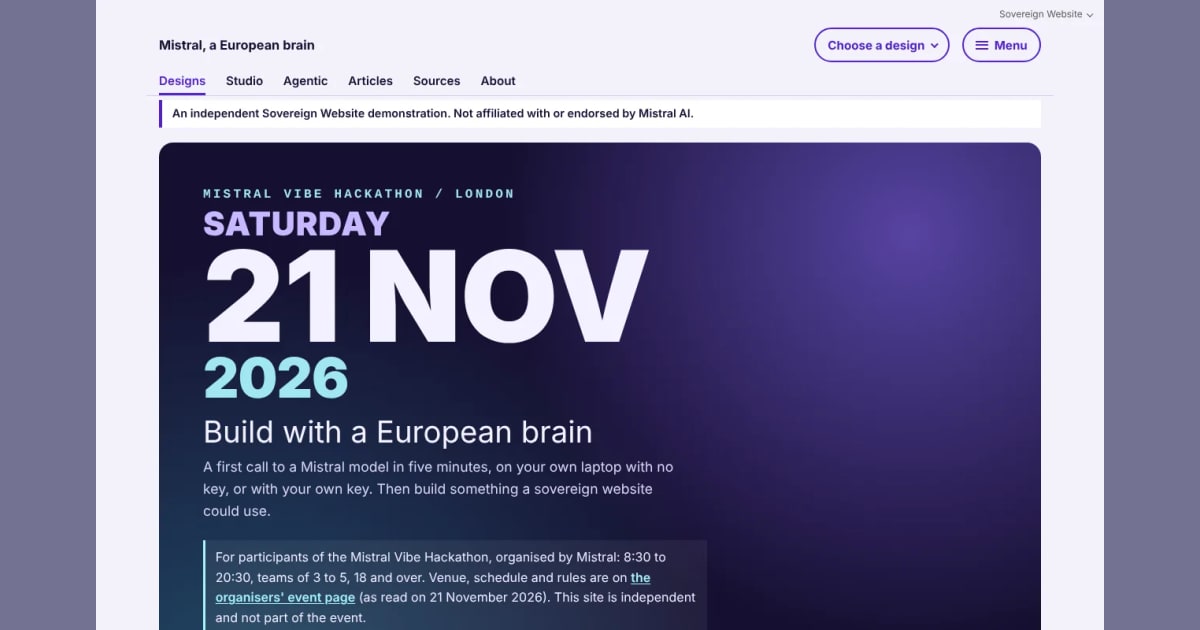 Sovereign Website
Mistral, a European brain
Choose a design
Menu
Designs
Studio
Agentic
Articles
Sources
About
An independent Sovereign Website demonstration. Not affiliated with or endorsed by Mistral AI.
MISTRAL VIBE HACKATHON / LONDON
SATURDAY
21 NOV
2026
Build with a European brain
A first call to a Mistral model in five minutes, on your own laptop with no
key, or with your own key. Then build something a sovereign website
could use.
For participants of the Mistral Vibe Hackathon, organised by Mistral: 8:30 to
20:30, teams of 3 to 5, 18 and over. Venue, schedule and rules are on the
organisers' event page (as read on 21 November 2026). This site is independent
and not part of the event.